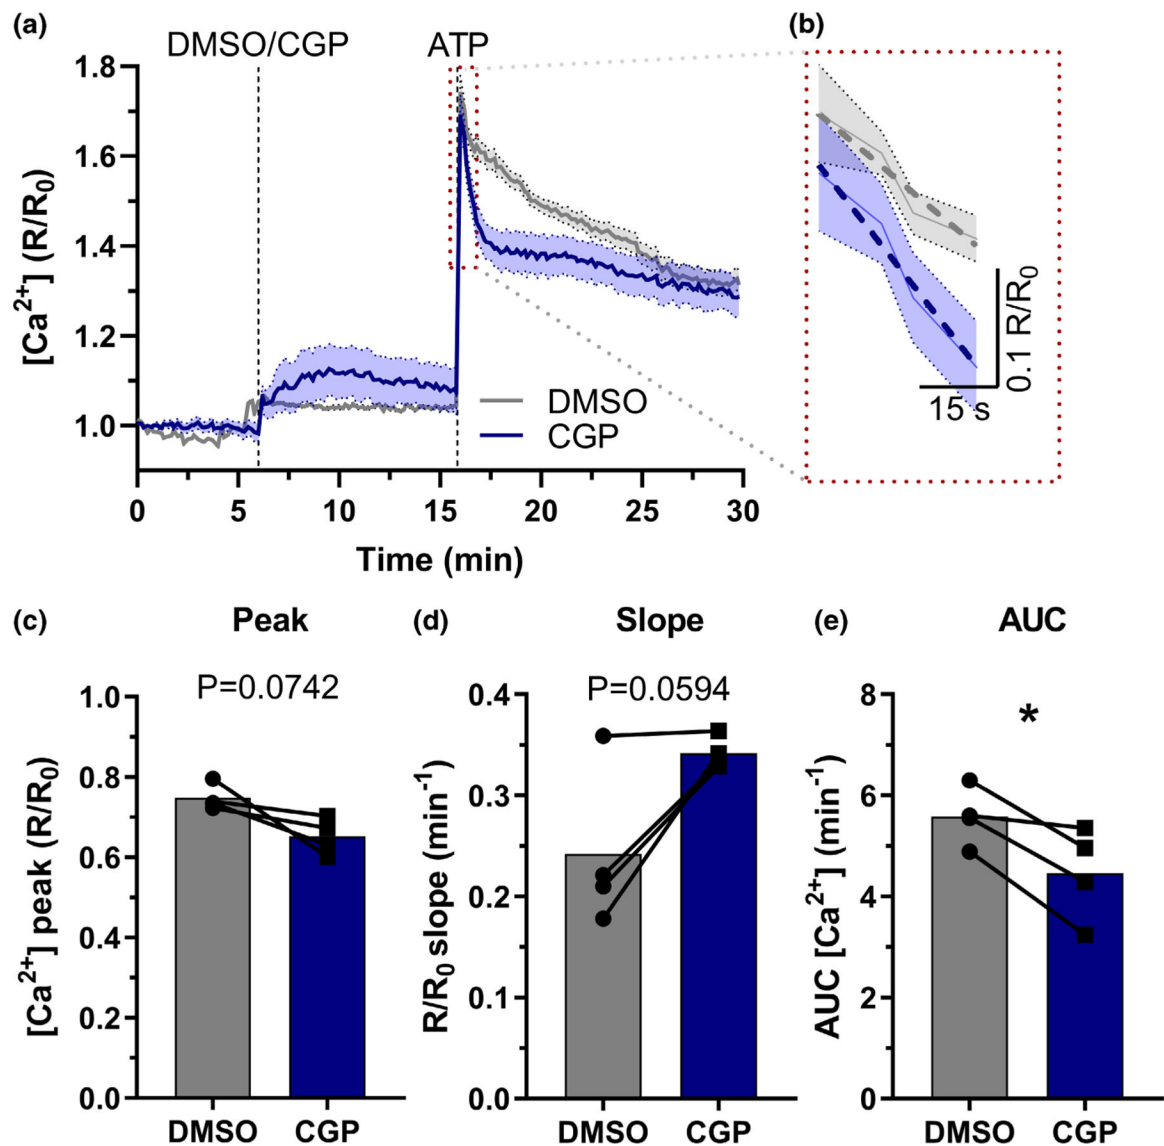 (a)
DMSO/CGP
ATP
(b)
[Ca²⁺] (R/R₀)
1.8
1.6
1.4
1.2
1.0
DMSO
CGP
0 5 10 15 20 25 30
Time (min)
0.1 R/R₀
15 s
(c) Peak
P=0.0742
[Ca²⁺] peak (R/R₀)
1.0
0.8
0.6
0.4
0.2
0.0
DMSO CGP
(d) Slope
P=0.0594
R/R₀ slope (min⁻¹)
0.4
0.3
0.2
0.1
0.0
DMSO CGP
(e) AUC
*
AUC [Ca²⁺] (min⁻¹)
8
6
4
2
0
DMSO CGP